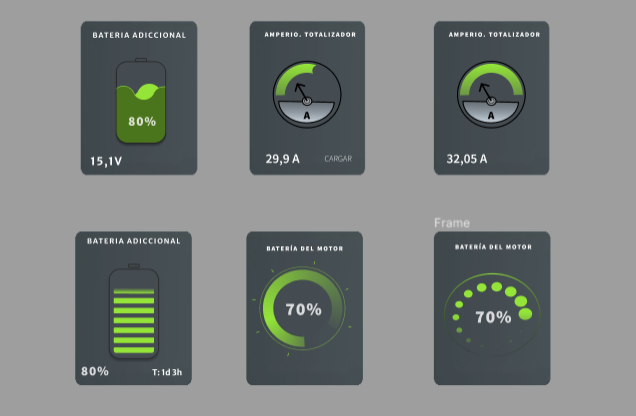 BATERIA ADICCIONAL
80%
15,1V
AMPERIO. TOTALIZADOR
A
29,9 A
CARGAR
AMPERIO. TOTALIZADOR
A
32,05 A
BATERIA ADICCIONAL
80%
T: 1d 3h
BATERÍA DEL MOTOR
70%
Frame
BATERÍA DEL MOTOR
70%